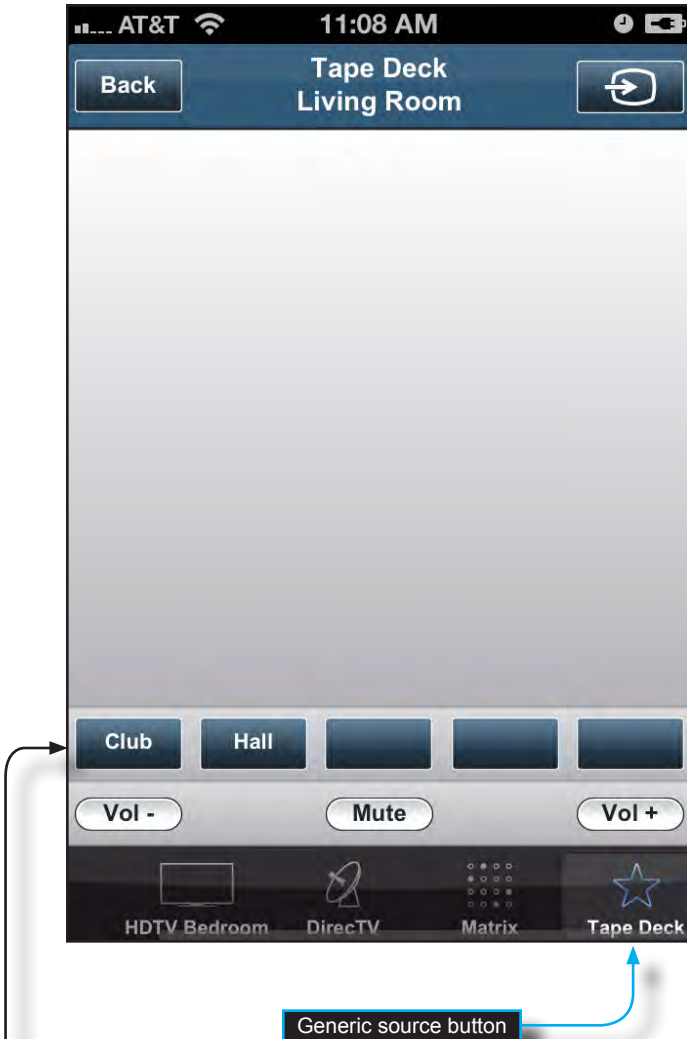 AT&T 11:08 AM
Back
Tape Deck
Living Room
Club Hall
Vol - Mute Vol +
HDTV Bedroom DirecTV Matrix Tape Deck
Generic source button